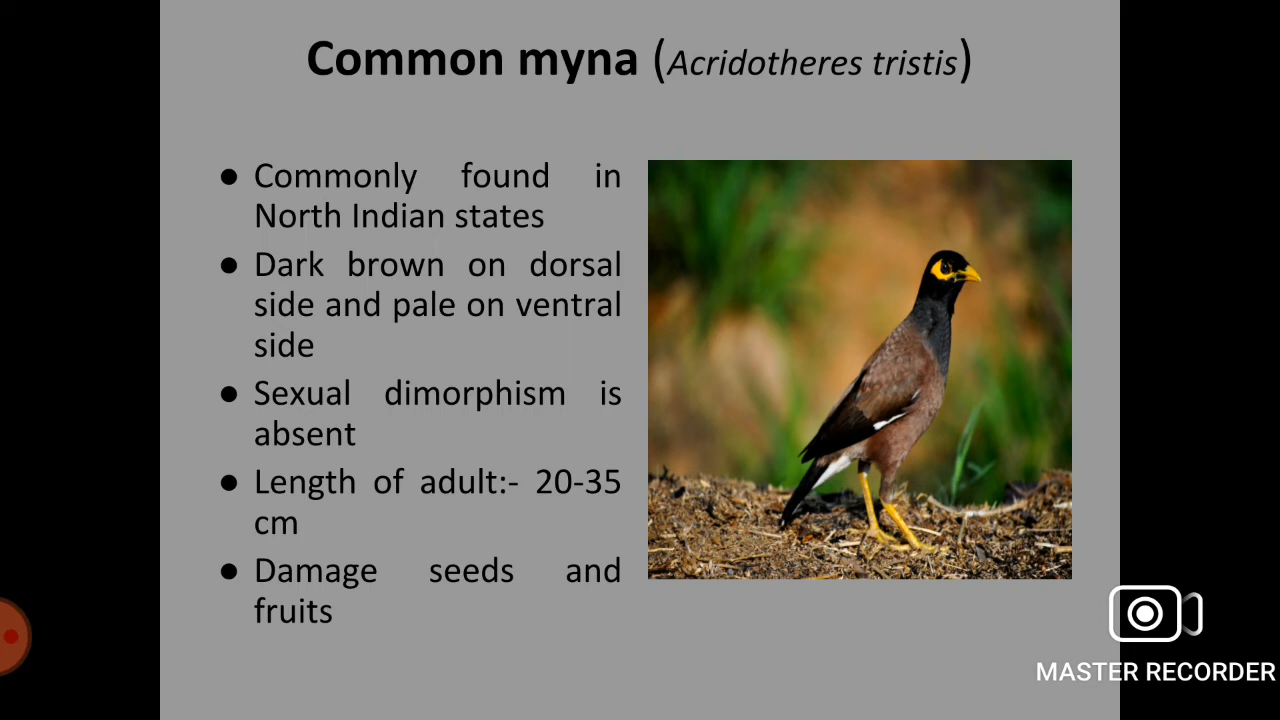 Common myna (Acridotheres tristis)
● Commonly found in
North Indian states
● Dark brown on dorsal
side and pale on ventral
side
● Sexual dimorphism is
absent
● Length of adult:- 20-35
cm
● Damage seeds and
fruits
MASTER RECORDER